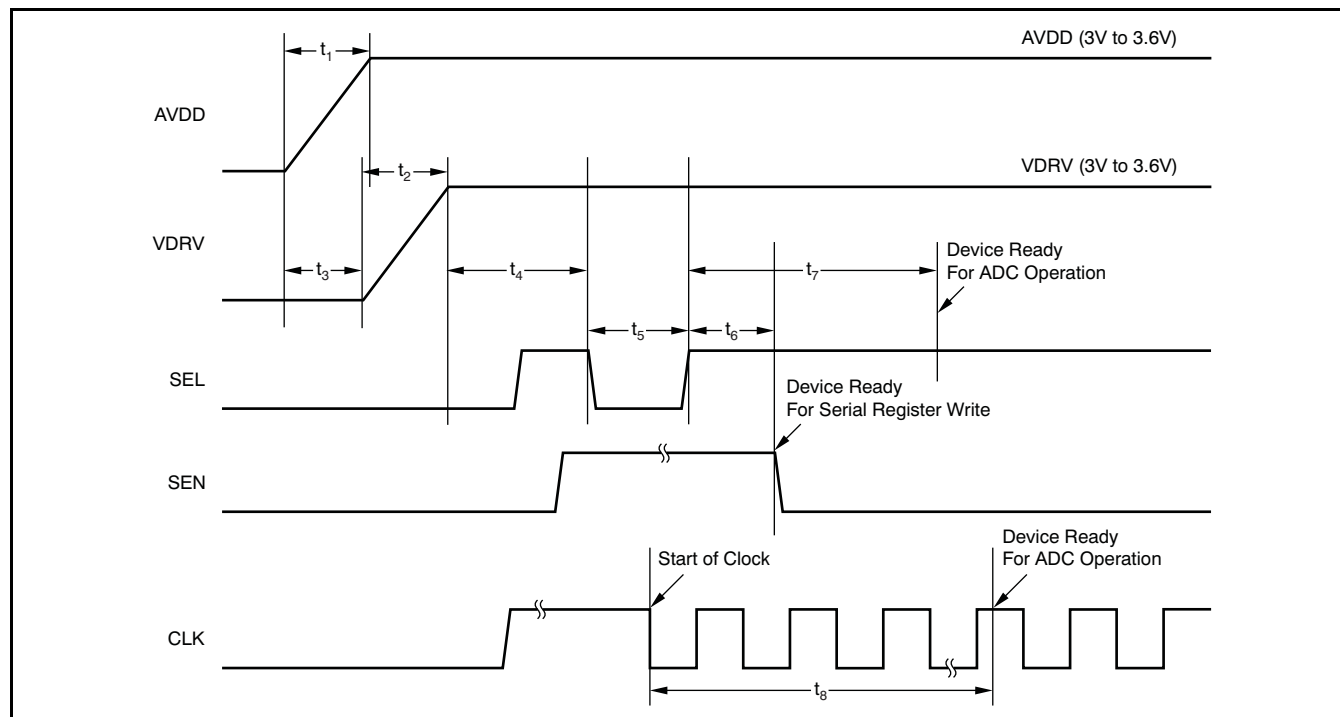 t1
AVDD (3V to 3.6V)
AVDD
t2
VDRV (3V to 3.6V)
VDRV
t3
t4
t7
Device Ready
For ADC Operation
t5
t6
SEL
Device Ready
For Serial Register Write
SEN
Start of Clock
Device Ready
For ADC Operation
CLK
t8